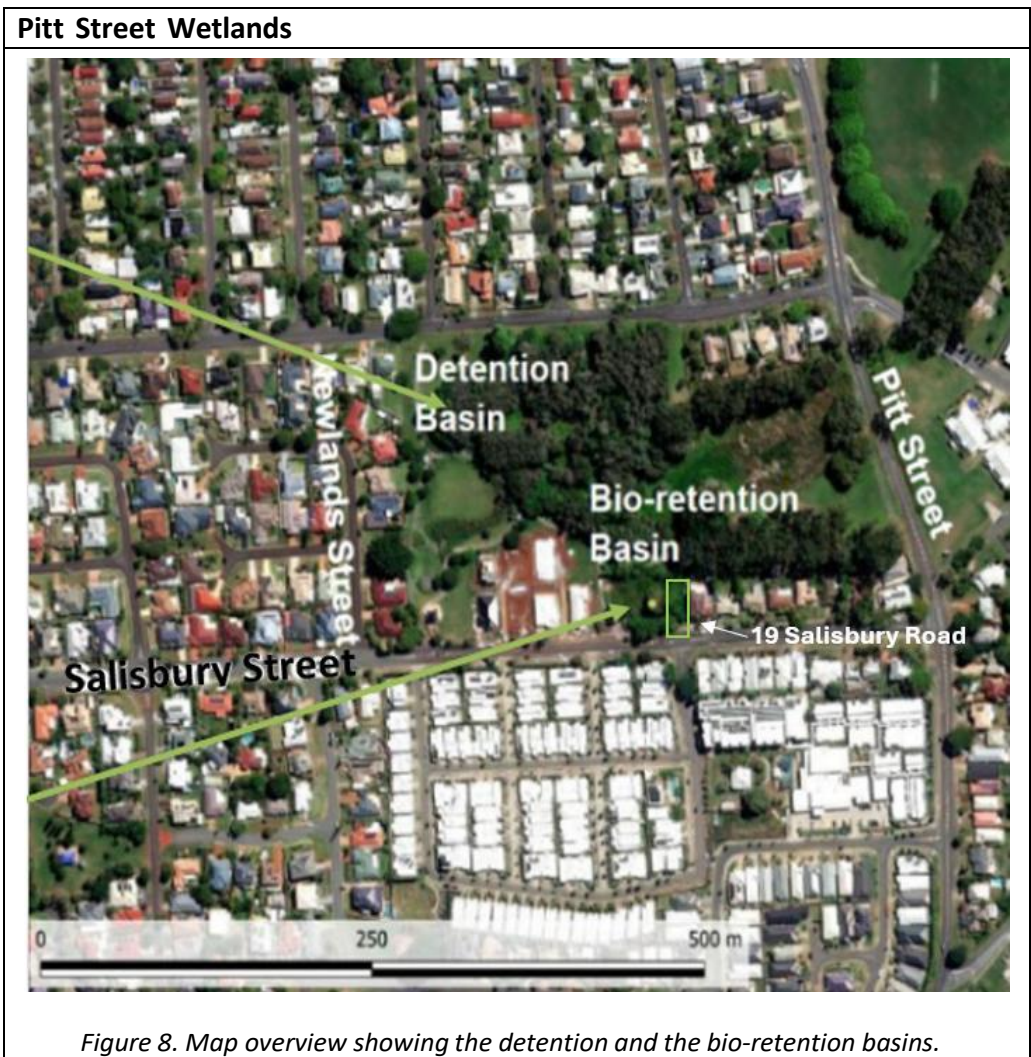 Pitt Street Wetlands
Detention
Basin
Newlands Street
Pitt Street
Bio-retention
Basin
19 Salisbury Road
Salisbury Street
0 250 500 m
Figure 8. Map overview showing the detention and the bio-retention basins.